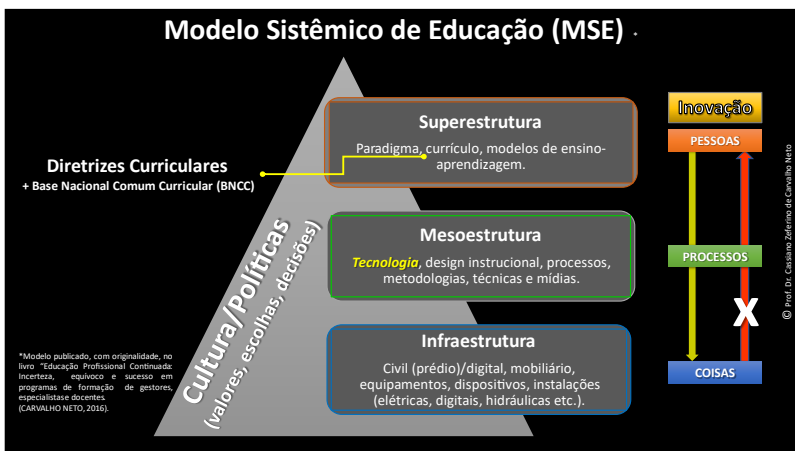 Modelo Sistêmico de Educação (MSE) .
Inovação
Superestrutura
Paradigma, currículo, modelos de ensino-
aprendizagem.
PESSOAS
Diretrizes Curriculares
+ Base Nacional Comum Curricular (BNCC)
Cultura/Políticas
(valores, escolhas, decisões)
Mesoestrutura
Tecnologia, design instrucional, processos,
metodologias, técnicas e mídias.
PROCESSOS
X
Infraestrutura
Civil (prédio)/digital, mobiliário,
equipamentos, dispositivos, instalações
(elétricas, digitais, hidráulicas etc.).
COISAS
*Modelo publicado, com originalidade, no
livro "Educação Profissional Continuada:
Incerteza, equívoco e sucesso em
programas de formação de gestores,
especialistase docentes.
(CARVALHO NETO, 2016).
© Prof. Dr. Cassiano Zeferino de Carvalho Neto